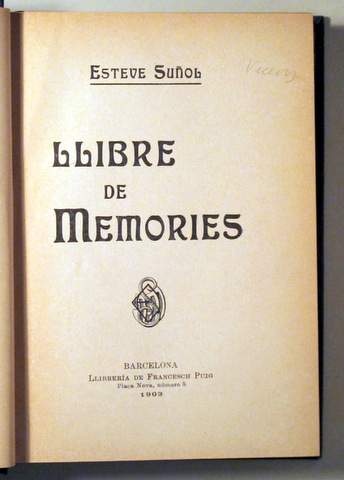 Esteve Suñol
LLIBRE
DE
MEMORIES
BARCELONA
Llibrería de Francesch Puig
Plaça Nova, número 5
1903